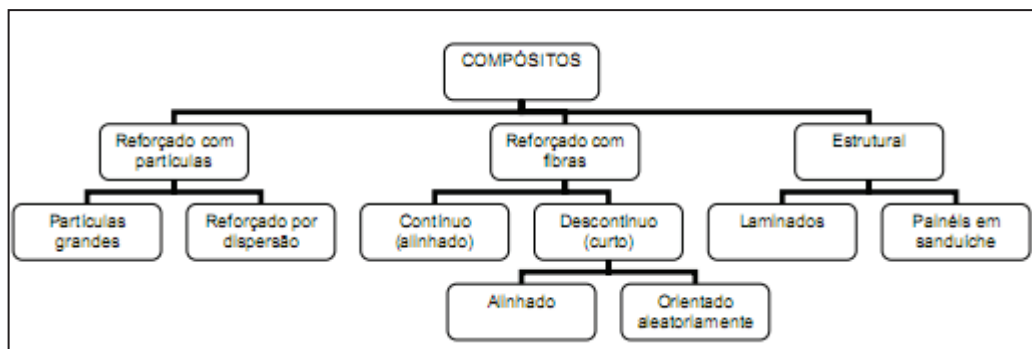 COMPÓSITOS
Reforçado com
partículas
Reforçado com
fibras
Estrutural
Partículas
grandes
Reforçado por
dispersão
Contínuo
(alinhado)
Descontínuo
(curto)
Laminados
Painéis em
sanduíche
Alinhado
Orientado
aleatoriamente